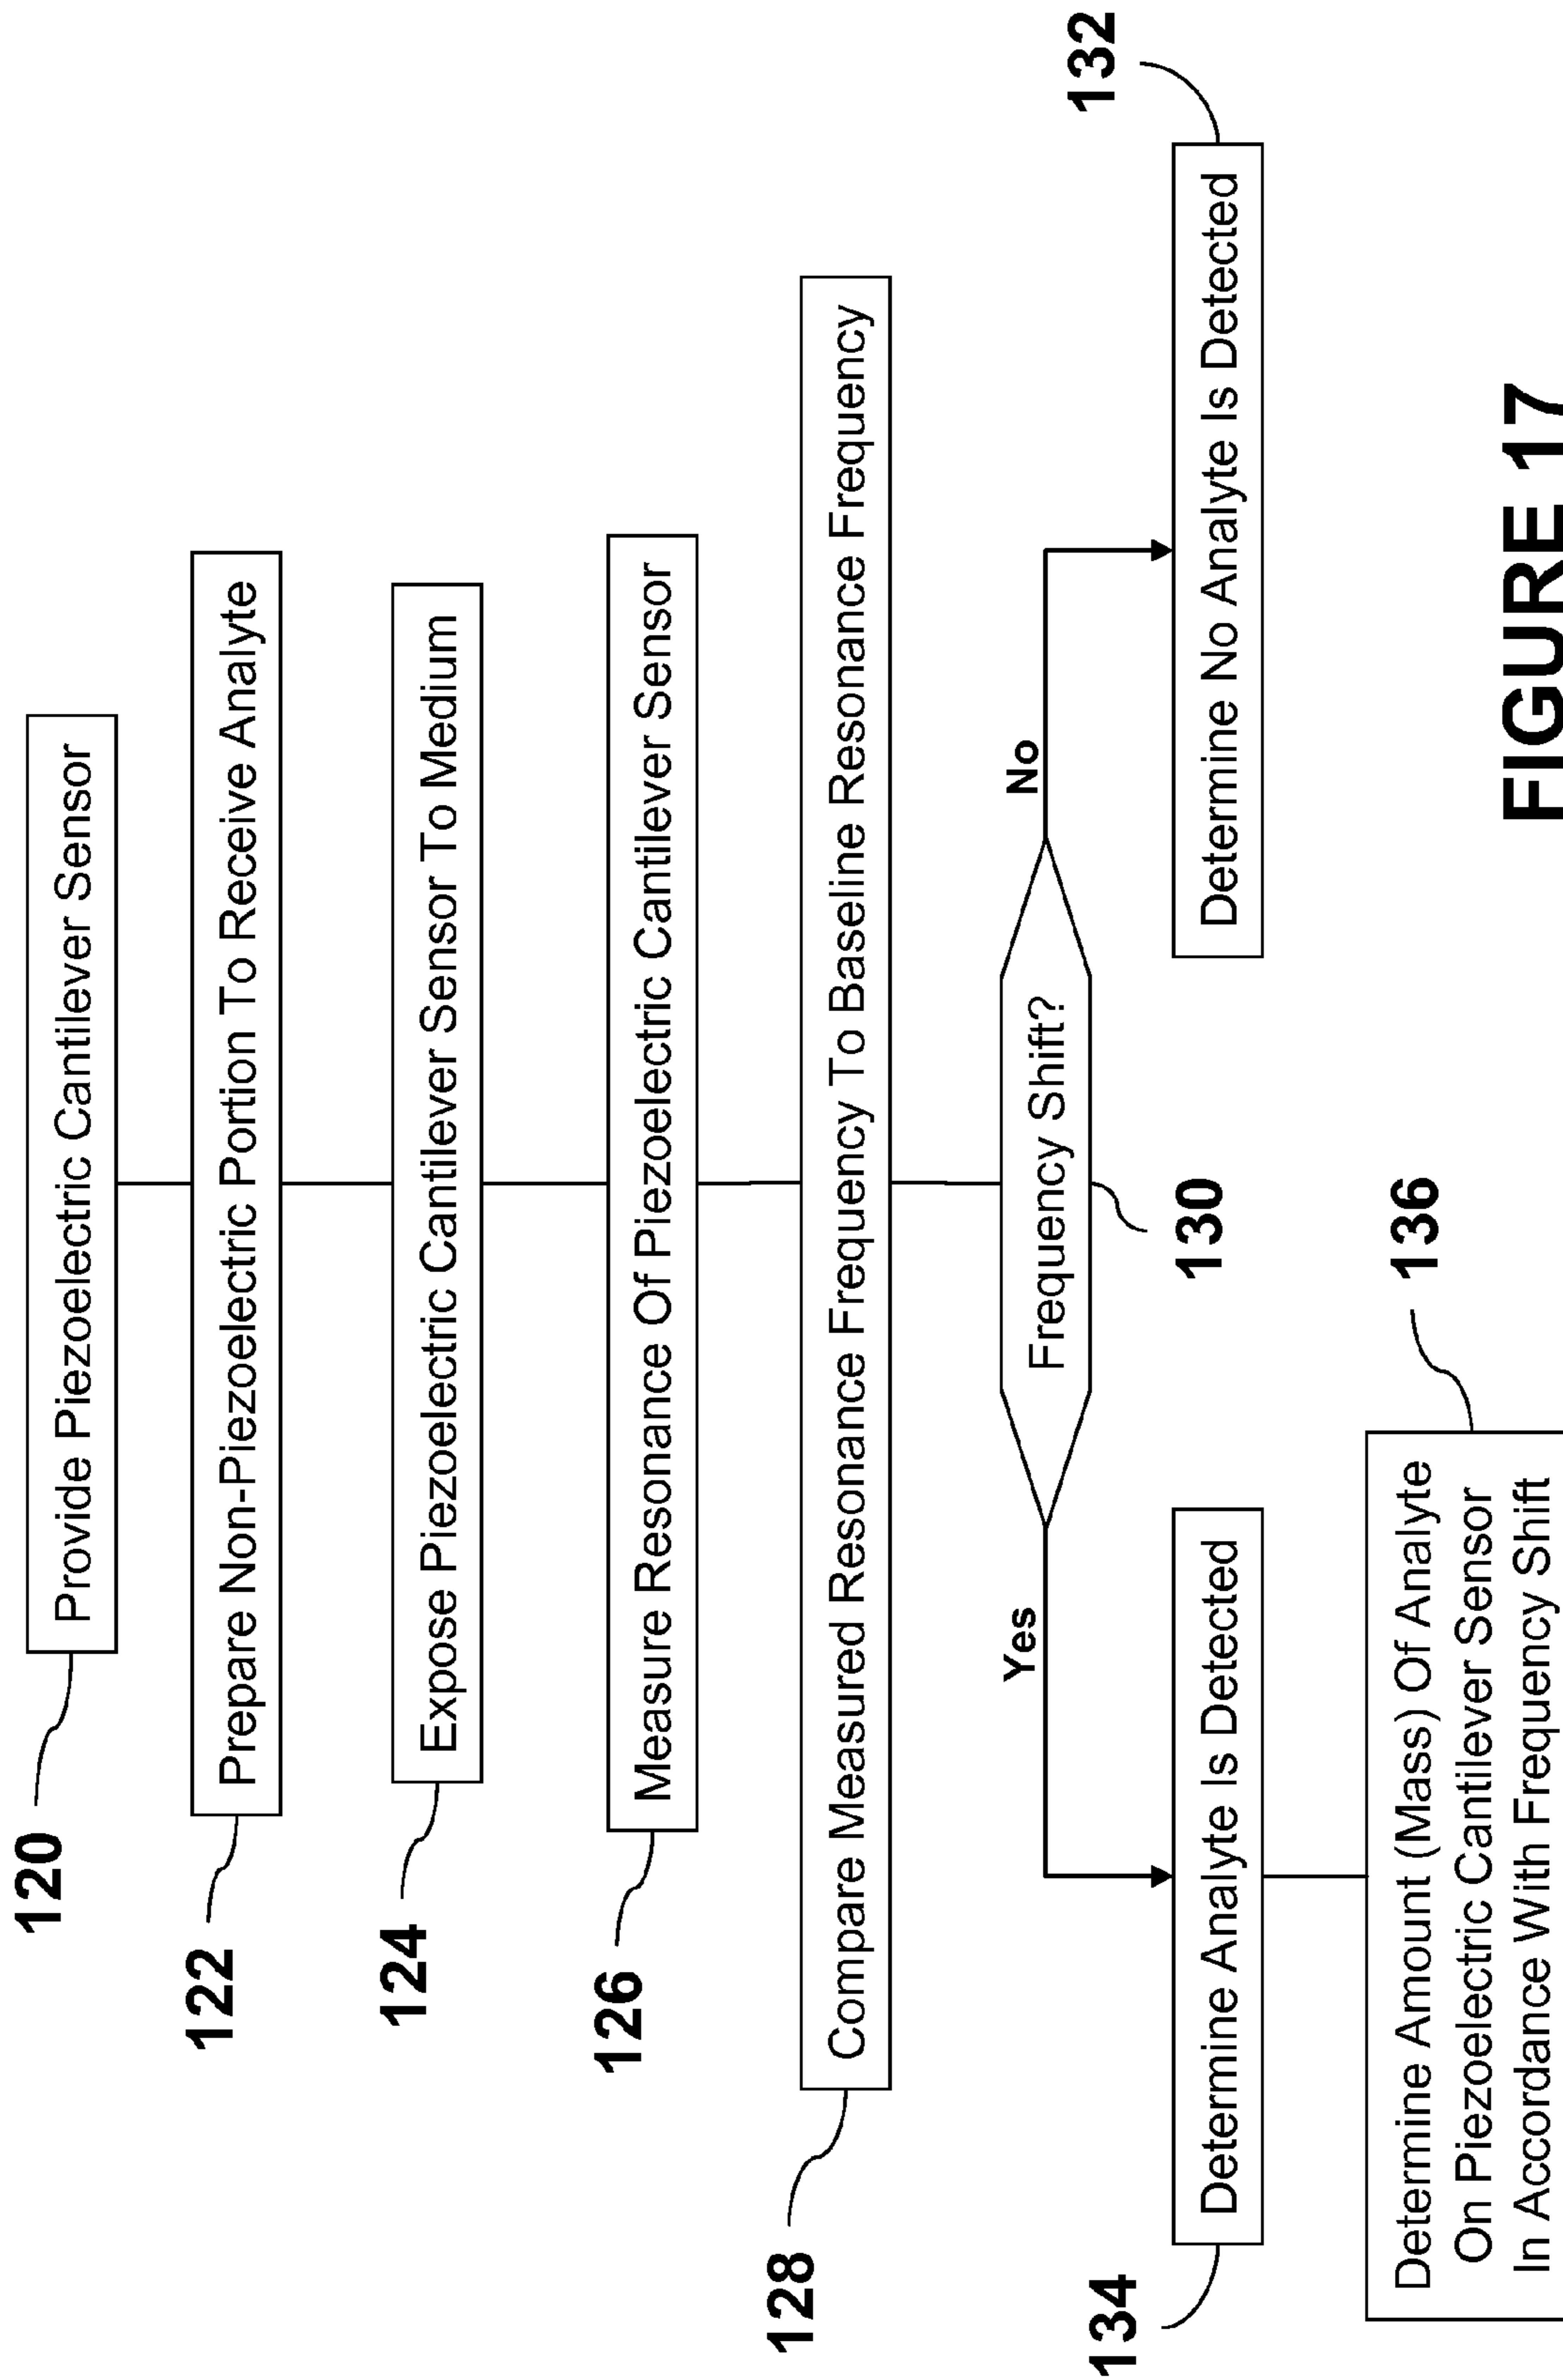 120
Provide Piezoelectric Cantilever Sensor
122
Prepare Non-Piezoelectric Portion To Receive Analyte
124
Expose Piezoelectric Cantilever Sensor To Medium
126
Measure Resonance Of Piezoelectric Cantilever Sensor
128
Compare Measured Resonance Frequency To Baseline Resonance Frequency
Yes
Frequency Shift?
No
130
132
134
Determine Analyte Is Detected
Determine No Analyte Is Detected
136
Determine Amount (Mass) Of Analyte
On Piezoelectric Cantilever Sensor
In Accordance With Frequency Shift
FIGURE 17